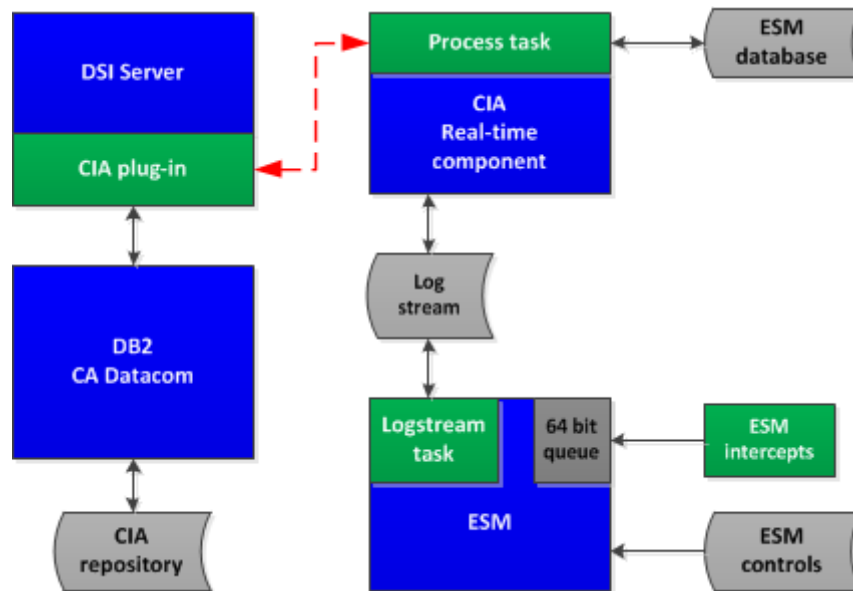 DSI Server
CIA plug-in
DB2
CA Datacom
CIA
repository
Process task
CIA
Real-time
component
ESM
database
Log
stream
Logstream
task
64 bit
queue
ESM
ESM
intercepts
ESM
controls